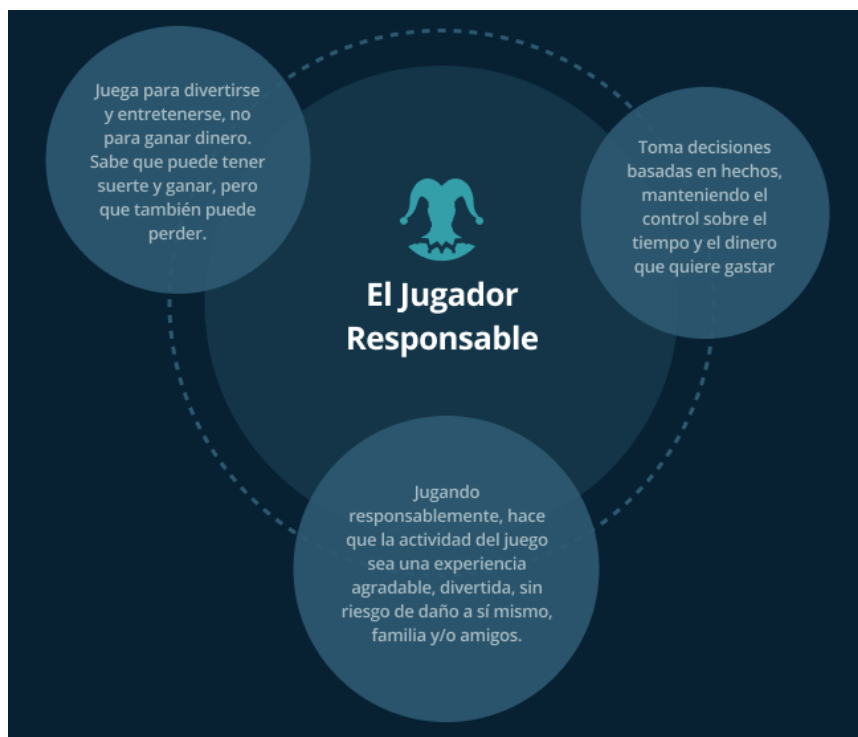 Juega para divertirse
y entretenerse, no
para ganar dinero.
Sabe que puede tener
suerte y ganar, pero
que también puede
perder.
Toma decisiones
basadas en hechos,
manteniendo el
control sobre el
tiempo y el dinero
que quiere gastar
El Jugador
Responsable
Jugando
responsablemente, hace
que la actividad del juego
sea una experiencia
agradable, divertida, sin
riesgo de daño a sí mismo,
familia y/o amigos.